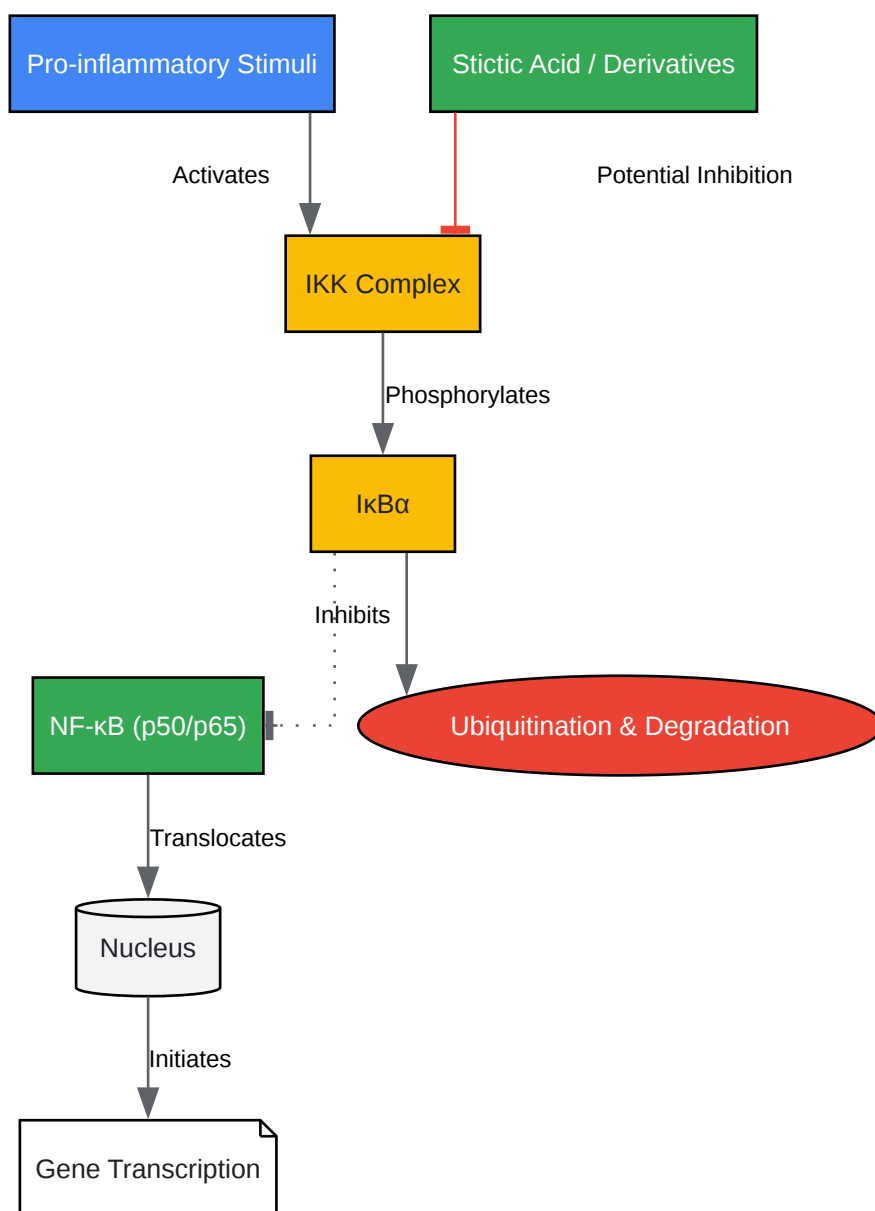 Pro-inflammatory Stimuli
Stictic Acid / Derivatives
Activates
Potential Inhibition
IKK Complex
Phosphorylates
IκBα
Inhibits
NF-κB (p50/p65)
Ubiquitination & Degradation
Translocates
Nucleus
Initiates
Gene Transcription